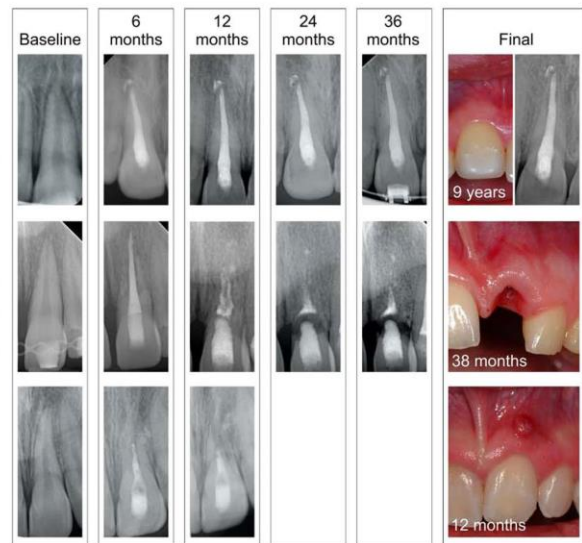 Baseline
6
months
12
months
24
months
36
months
Final
9 years
38 months
12 months